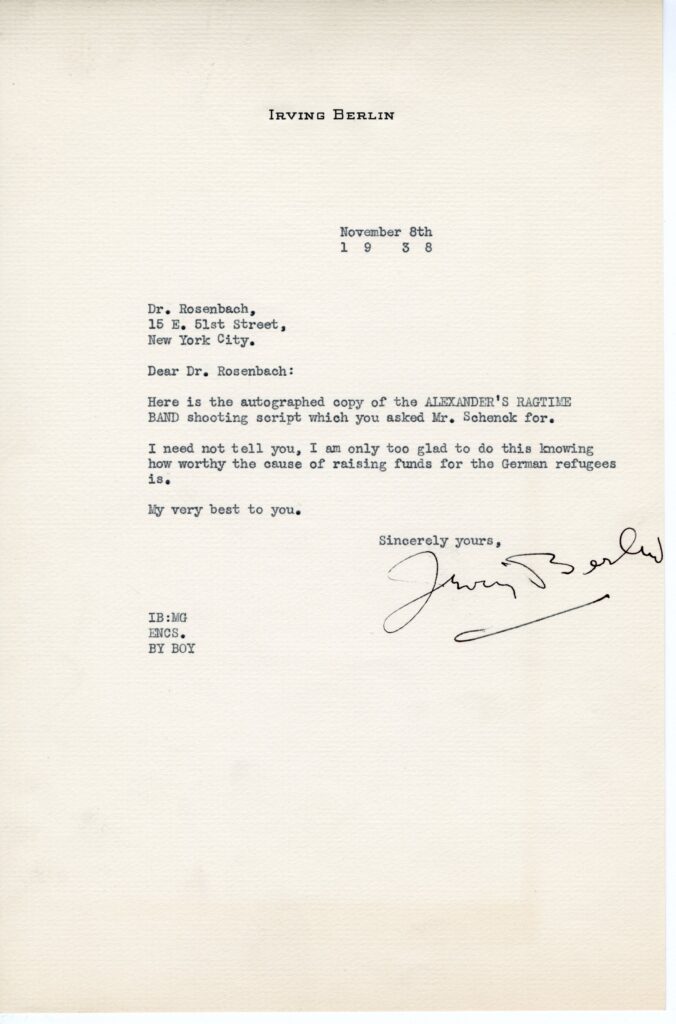 IRVING BERLIN
November 8th
1 9 3 8
Dr. Rosenbach,
15 E. 51st Street,
New York City.
Dear Dr. Rosenbach:
Here is the autographed copy of the ALEXANDER'S RAGTIME
BAND shooting script which you asked Mr. Schenck for.
I need not tell you, I am only too glad to do this knowing
how worthy the cause of raising funds for the German refugees
is.
My very best to you.
Sincerely yours,
Irving Berlin
IB:MG
ENCS.
BY BOY